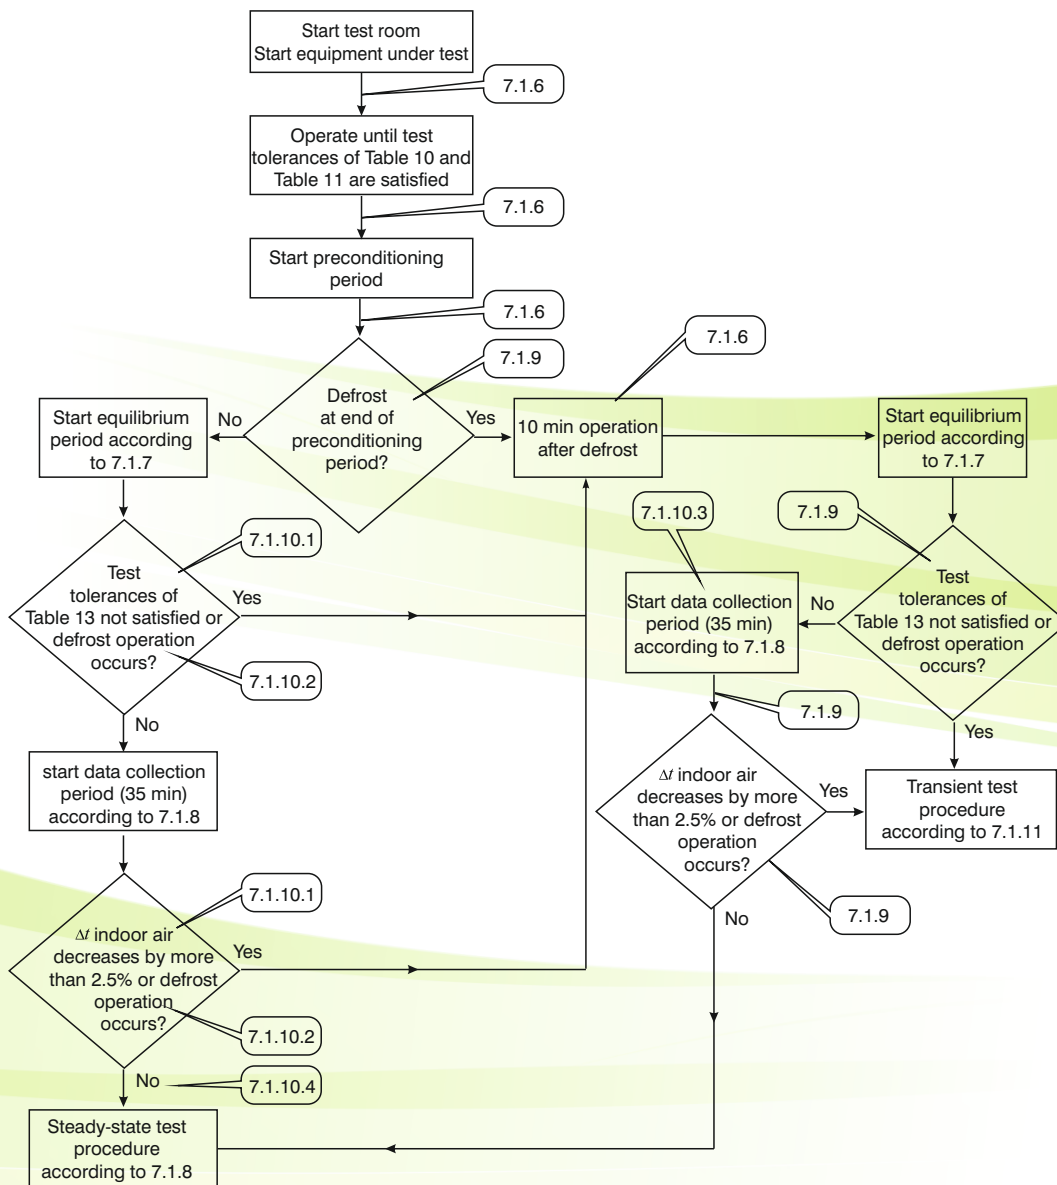 Start test room
Start equipment under test
7.1.6
Operate until test
tolerances of Table 10 and
Table 11 are satisfied
7.1.6
Start preconditioning
period
7.1.6
7.1.9
7.1.6
Defrost
at end of
preconditioning
period?
No
Yes
Start equilibrium
period according
to 7.1.7
10 min operation
after defrost
Start equilibrium
period according
to 7.1.7
7.1.10.1
7.1.10.3
7.1.9
Test
tolerances of
Table 13 not satisfied or
defrost operation
occurs?
Yes
7.1.10.2
No
Start data collection
period (35 min)
according to 7.1.8
No
Test
tolerances of
Table 13 not satisfied or
defrost operation
occurs?
7.1.9
Yes
start data collection
period (35 min)
according to 7.1.8
Δt indoor air
decreases by more
than 2.5% or defrost
operation
occurs?
Yes
Transient test
procedure
according to 7.1.11
7.1.9
No
7.1.10.1
Δt indoor air
decreases by more
than 2.5% or defrost
operation
occurs?
Yes
7.1.10.2
No
7.1.10.4
Steady-state test
procedure
according to 7.1.8